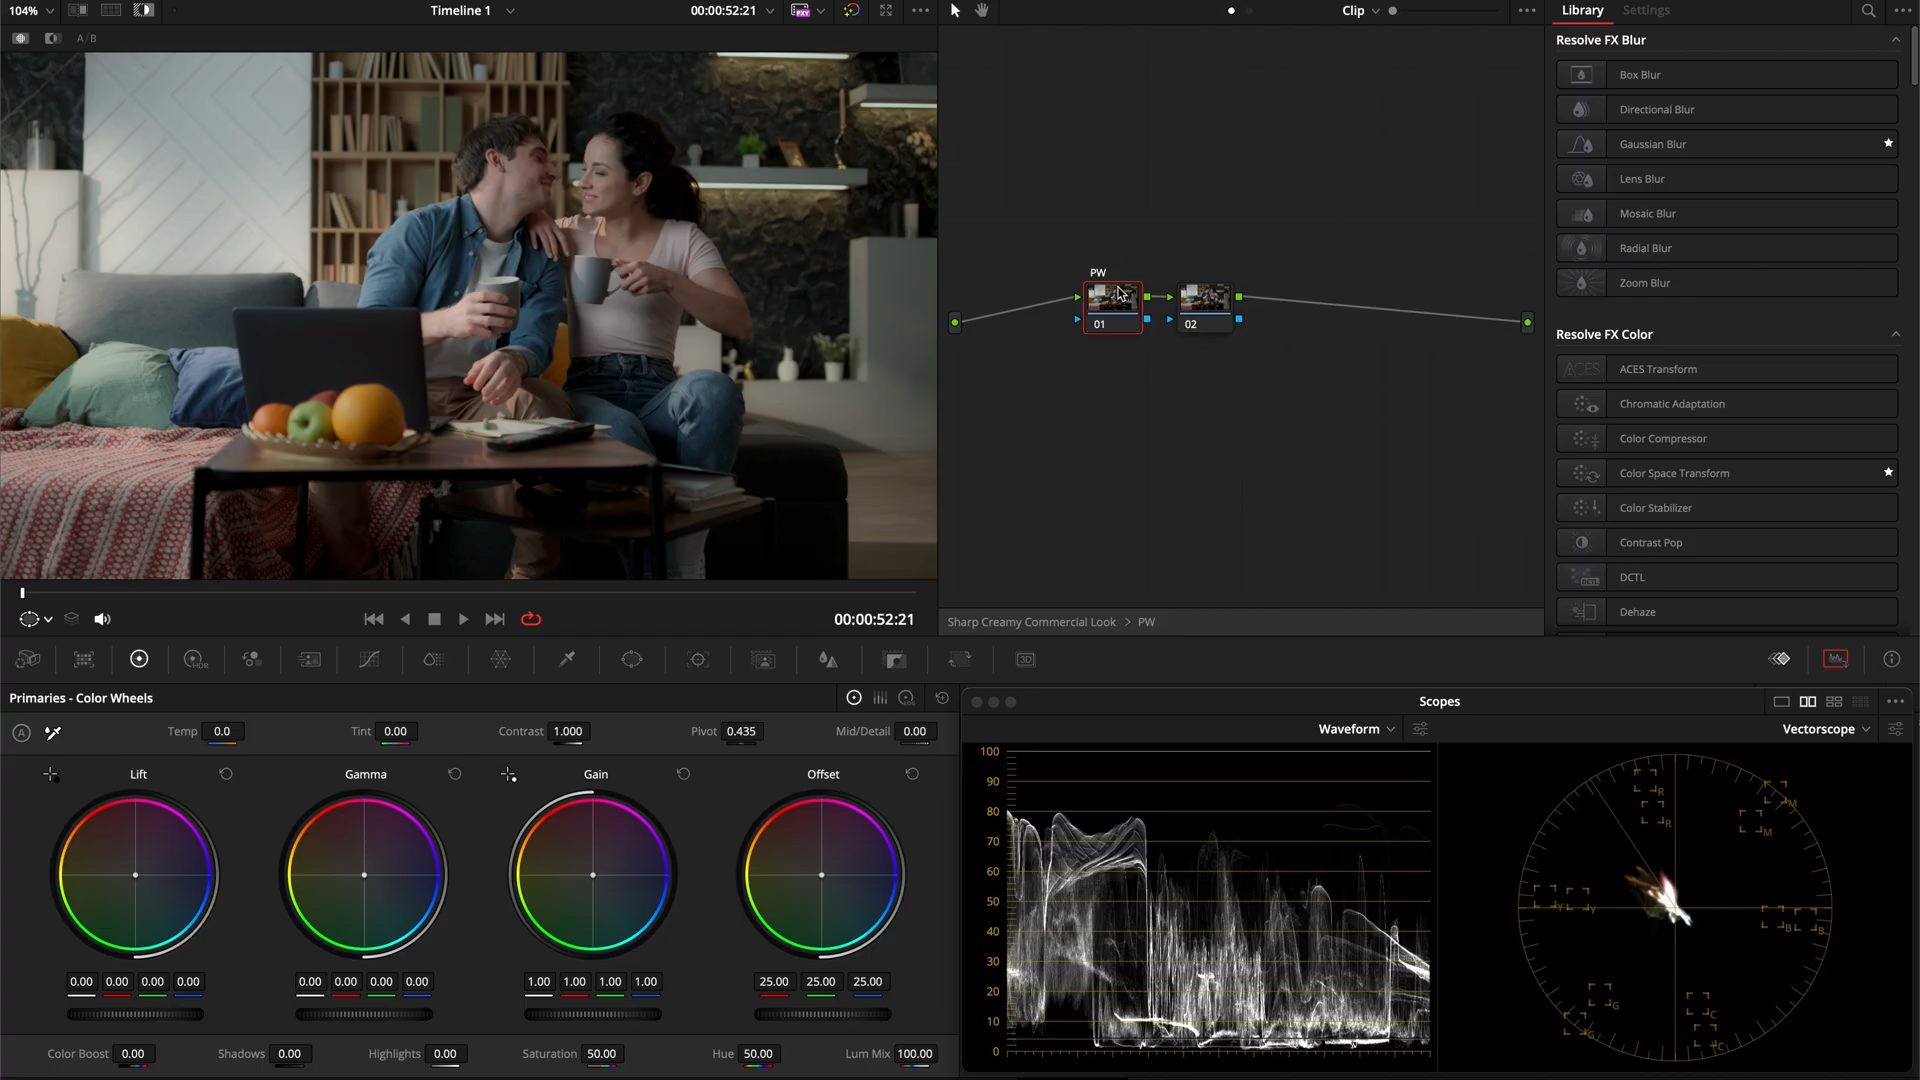 104%
Timeline 1
00:00:52:21
PXY
Clip
Library
Settings
A/B
Resolve FX Blur
Box Blur
Directional Blur
Gaussian Blur
Lens Blur
Mosaic Blur
Radial Blur
Zoom Blur
PW
01
02
Resolve FX Color
ACES
ACES Transform
Chromatic Adaptation
Color Compressor
Color Space Transform
Color Stabilizer
Contrast Pop
DCTL
DCTL
Dehaze
00:00:52:21
Sharp Creamy Commercial Look > PW
HDR
3D
Primaries - Color Wheels
LOG
Scopes
A
Temp 0.0
Tint 0.00
Contrast 1.000
Pivot 0.435
Mid/Detail 0.00
Waveform
Vectorscope
Lift
Gamma
Gain
Offset
100
90
80
70
60
50
40
30
20
10
0
R
R
M
M
Y
Y
B
B
G
G
C
C
0.00 0.00 0.00 0.00
0.00 0.00 0.00 0.00
1.00 1.00 1.00 1.00
25.00 25.00 25.00
Color Boost 0.00
Shadows 0.00
Highlights 0.00
Saturation 50.00
Hue 50.00
Lum Mix 100.00